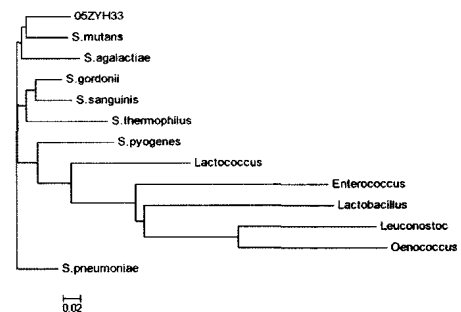 05ZYH33
S.mutans
S.agalactiae
S.gordonii
S.sanguinis
S.thermophilus
S.pyogenes
Lactococcus
Enterococcus
Lactobacillus
Leuconostoc
Oenococcus
S.pneumoniae
0.02